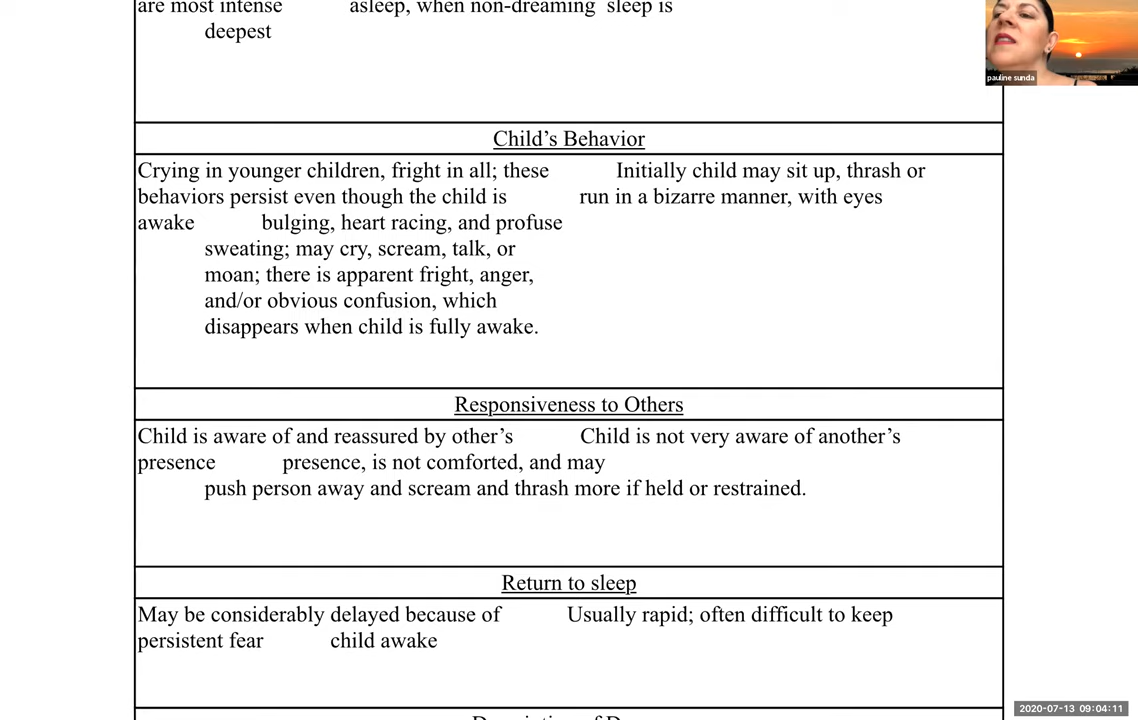 are most intense asleep, when non-dreaming sleep is
deepest
pauline sunda
Child’s Behavior
Crying in younger children, fright in all; these Initially child may sit up, thrash or
behaviors persist even though the child is run in a bizarre manner, with eyes
awake bulging, heart racing, and profuse
sweating; may cry, scream, talk, or
moan; there is apparent fright, anger,
and/or obvious confusion, which
disappears when child is fully awake.
Responsiveness to Others
Child is aware of and reassured by other’s Child is not very aware of another’s
presence presence, is not comforted, and may
push person away and scream and thrash more if held or restrained.
Return to sleep
May be considerably delayed because of Usually rapid; often difficult to keep
persistent fear child awake
2020-07-13 09:04:11